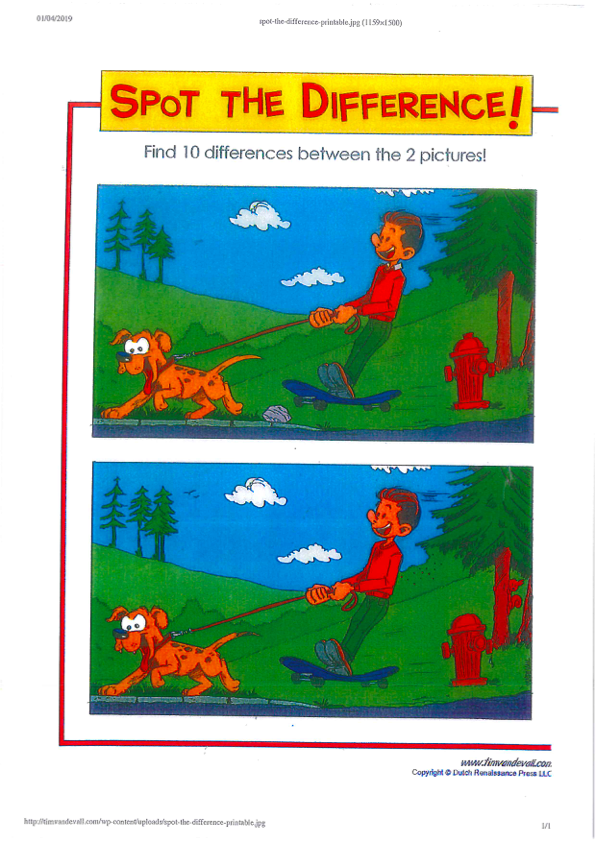 01/04/2019
spot-the-difference-printable.jpg (1159×1500)
SPOT THE DIFFERENCE!
Find 10 differences between the 2 pictures!
www.timvandevall.com
Copyright © Dutch Renaissance Press LLC
http://timvandevall.com/wp-content/uploads/spot-the-difference-printable.jpg
1/1